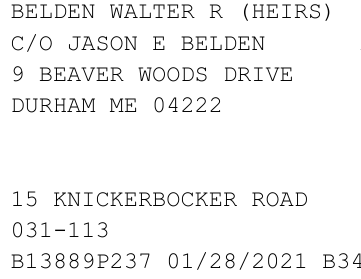 BELDEN WALTER R (HEIRS)
C/O JASON E BELDEN
9 BEAVER WOODS DRIVE
DURHAM ME 04222
15 KNICKERBOCKER ROAD
031-113
B13889P237 01/28/2021 B34